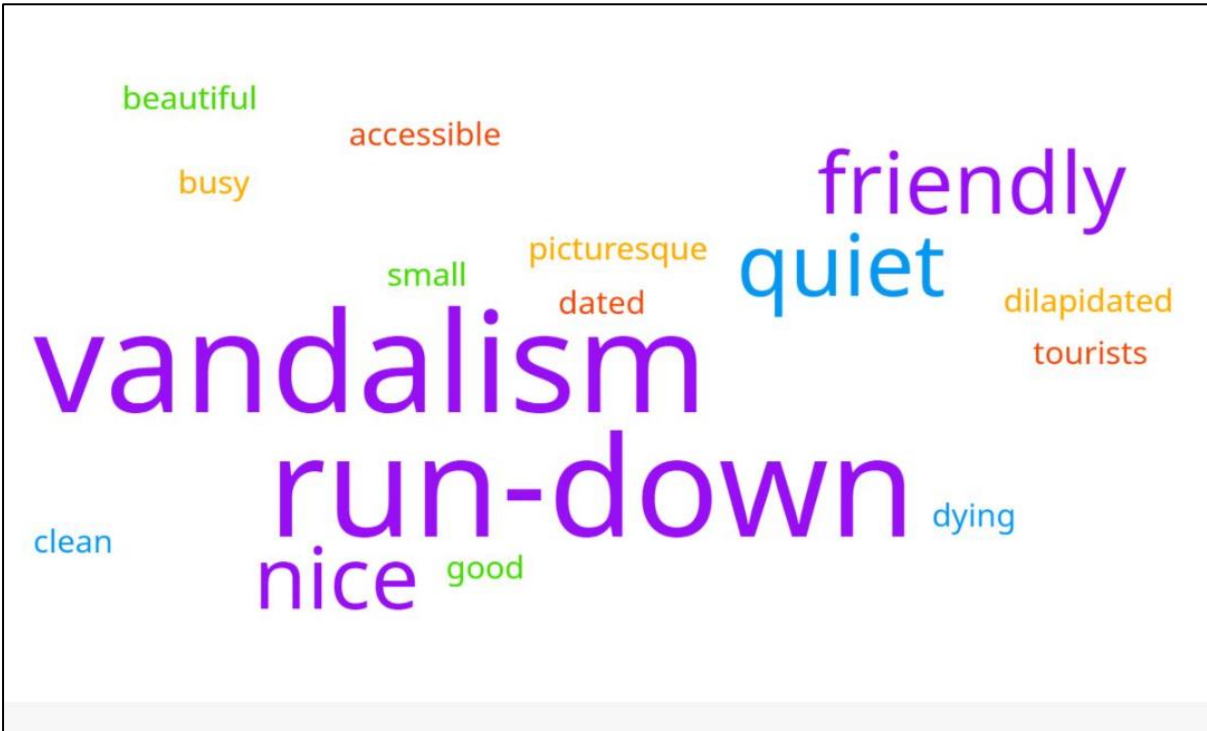 beautiful
accessible
busy
friendly
picturesque
quiet
small
dated
dilapidated
tourists
vandalism
run-down
dying
clean
nice
good